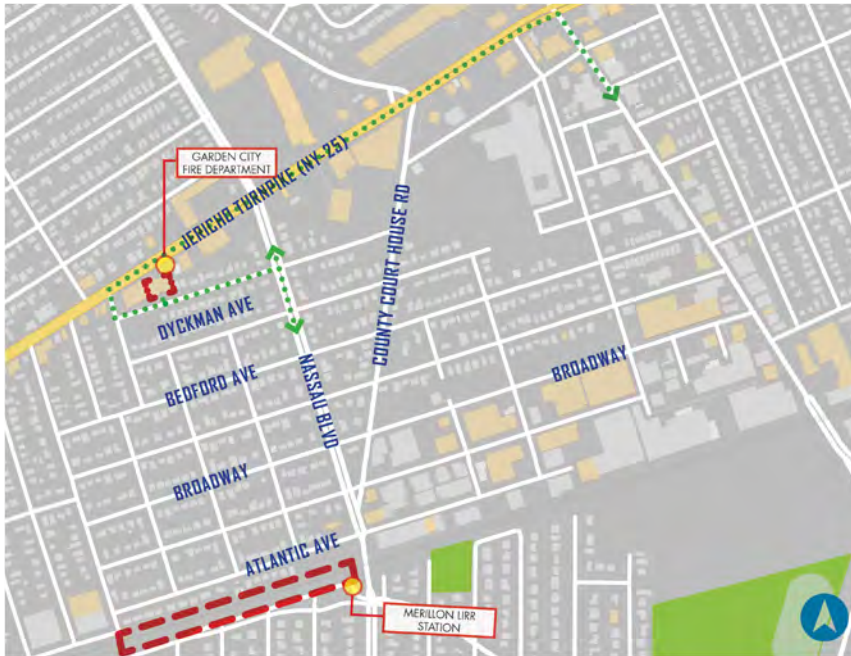 GARDEN CITY
FIRE DEPARTMENT
JERICHO TURNPIKE (NY-25)
COUNTY COURT HOUSE RD
DYCKMAN AVE
BEDFORD AVE
NASSAU BLVD
BROADWAY
BROADWAY
ATLANTIC AVE
MERILLON LIRR
STATION